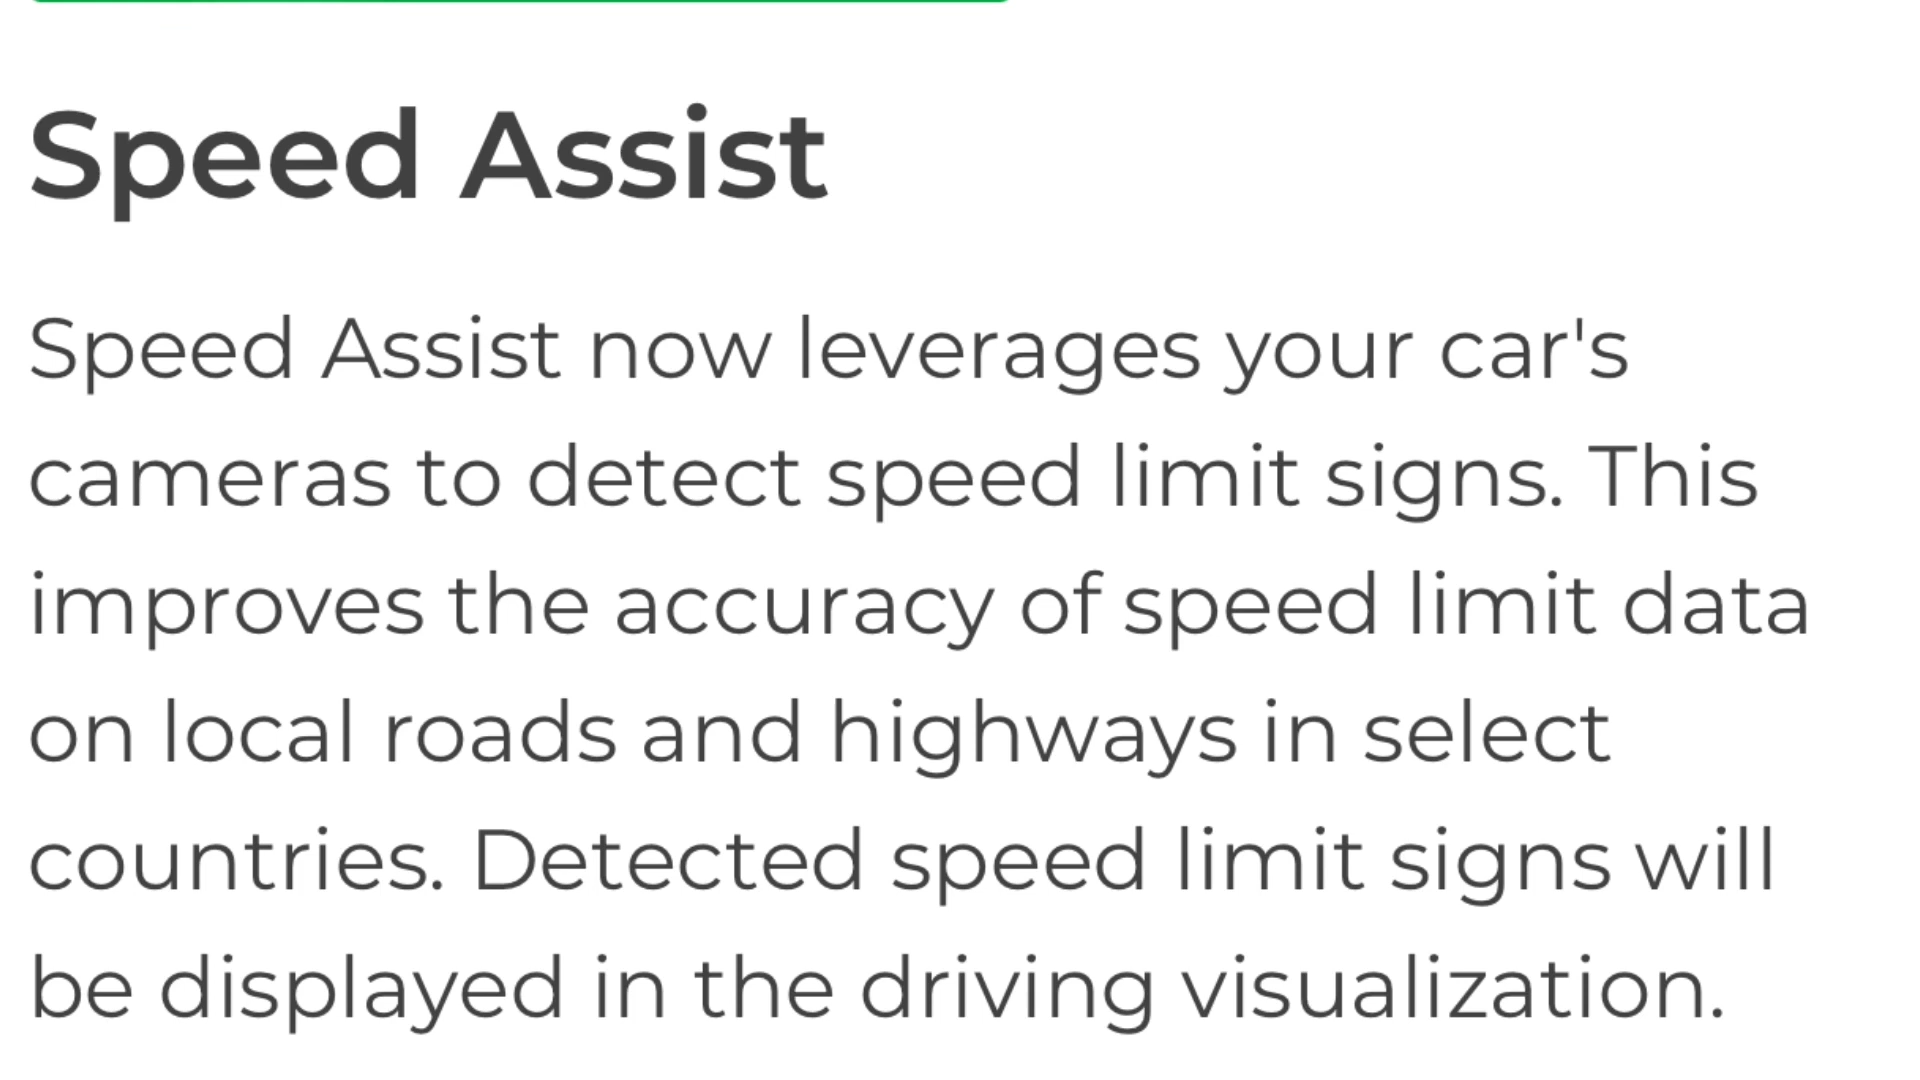 Speed Assist
Speed Assist now leverages your car's
cameras to detect speed limit signs. This
improves the accuracy of speed limit data
on local roads and highways in select
countries. Detected speed limit signs will
be displayed in the driving visualization.